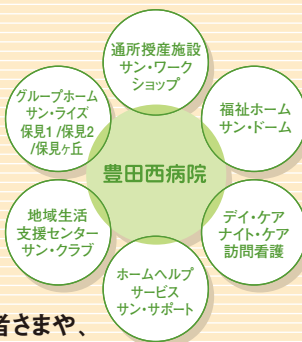 通所授産施設
サン・ワーク
ショップ
グループホーム
サン・ライズ
保見1/保見2
/保見ヶ丘
福祉ホーム
サン・ドーム
豊田西病院
地域生活
支援センター
サン・クラブ
デイ・ケア
ナイト・ケア
訪問看護
ホームヘルプ
サービス
サン・サポート
者さまや、